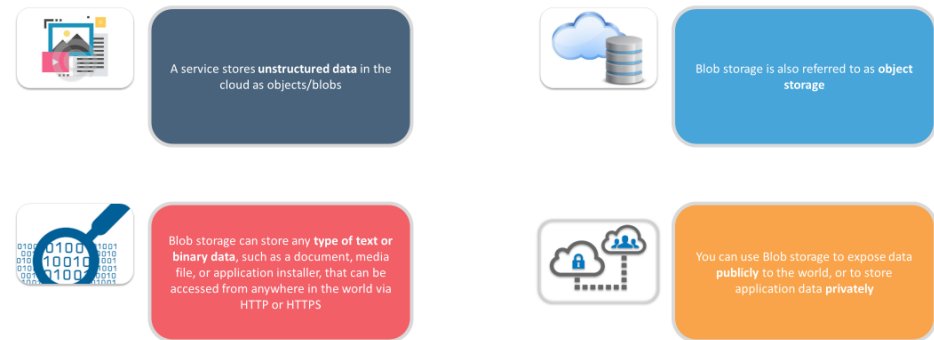 A service stores unstructured data in the
cloud as objects/blobs
Blob storage is also referred to as object
storage
Blob storage can store any type of text or
binary data, such as a document, media
file, or application installer, that can be
accessed from anywhere in the world via
HTTP or HTTPS
You can use Blob storage to expose data
publicly to the world, or to store
application data privately